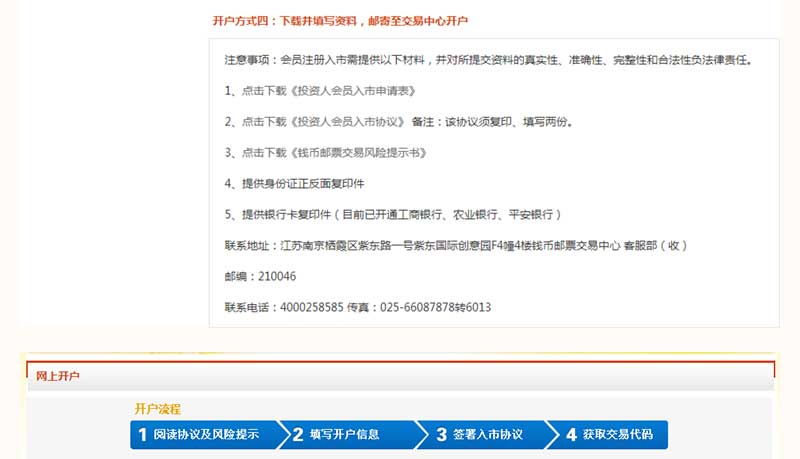 开户方式四：下载并填写资料，邮寄至交易中心开户
注意事项：会员注册入市需提供以下材料，并对所提交资料的真实性、准确性、完整性和合法性负法律责任。
1、点击下载《投资人会员入市申请表》
2、点击下载《投资人会员入市协议》 备注：该协议须复印、填写两份。
3、点击下载《钱币邮票交易风险提示书》
4、提供身份证正反面复印件
5、提供银行卡复印件（目前已开通工商银行、农业银行、平安银行）
联系地址：江苏南京栖霞区紫东路一号紫东国际创意园F4幢4楼钱币邮票交易中心 客服部（收）
邮编：210046
联系电话：4000258585 传真：025-66087878转6013
网上开户
开户流程
1 阅读协议及风险提示 2 填写开户信息 3 签署入市协议 4 获取交易代码